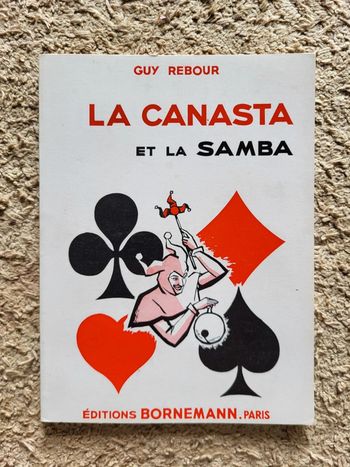 GUY REBOUR
LA CANASTA
ET LA SAMBA
ÉDITIONS BORNEMANN. PARIS